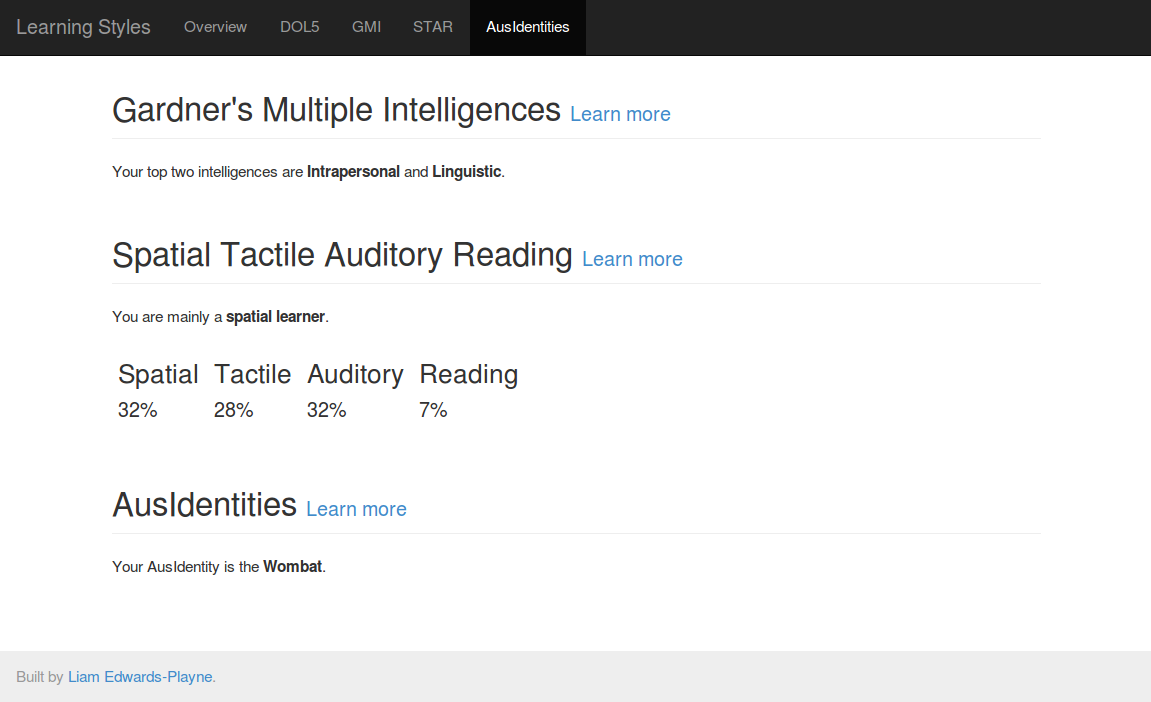 Learning Styles Overview DOL5 GMI STAR AusIdentities
Gardner's Multiple Intelligences Learn more
Your top two intelligences are Intrapersonal and Linguistic.
Spatial Tactile Auditory Reading Learn more
You are mainly a spatial learner.
Spatial Tactile Auditory Reading
32% 28% 32% 7%
AusIdentities Learn more
Your AusIdentity is the Wombat.
Built by Liam Edwards-Playne.